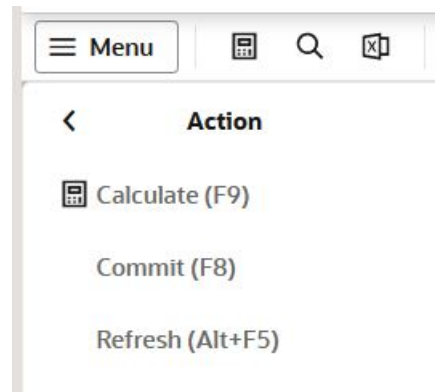 Menu
Action
Calculate (F9)
Commit (F8)
Refresh (Alt+F5)